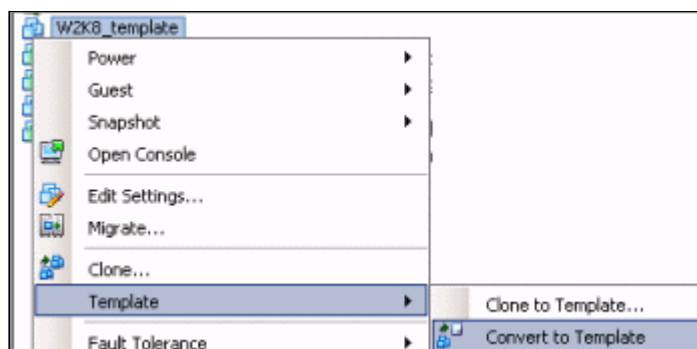 W2K8_template
Power
Guest
Snapshot
Open Console
Edit Settings...
Migrate...
Clone...
Template
Clone to Template...
Fault Tolerance
Convert to Template